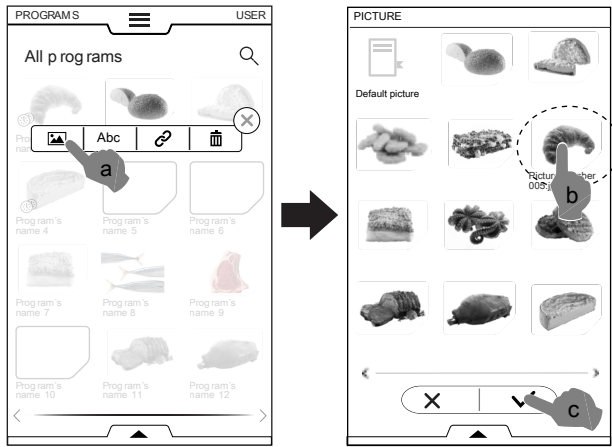 PROGRAMS
USER
All p rog rams
Abc
a
Prog ram's
name 4
Prog ram's
name 5
Prog ram's
name 6
Prog ram's
name 7
Prog ram's
name 8
Prog ram's
name 9
Prog ram's
name 10
Prog ram's
name 11
Prog ram's
name 12
PICTURE
Default picture
b
c